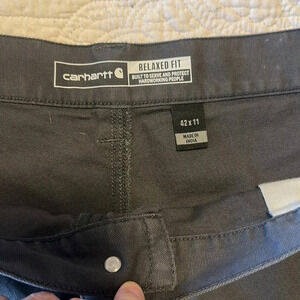 carhartt
RELAXED FIT
BUILT TO SERVE AND PROTECT
HARDWORKING PEOPLE
42 x 11
MADE IN
INDIA